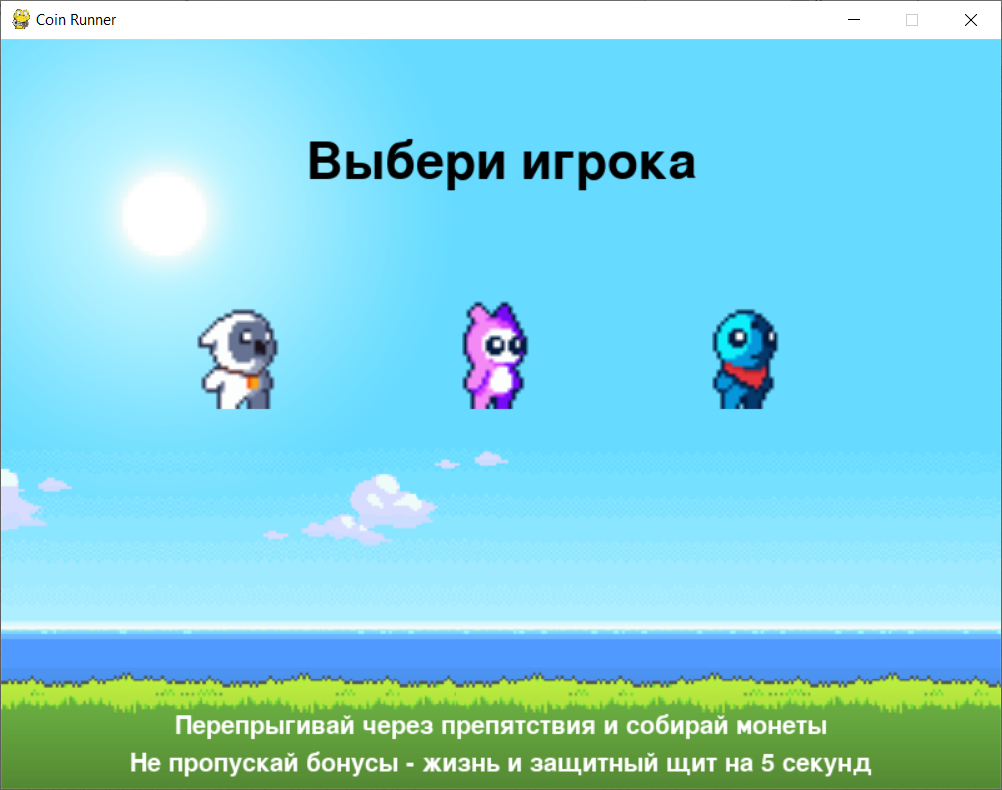 Coin Runner
Выбери игрока
Перепрыгивай через препятствия и собирай монеты
Не пропускай бонусы - жизнь и защитный щит на 5 секунд